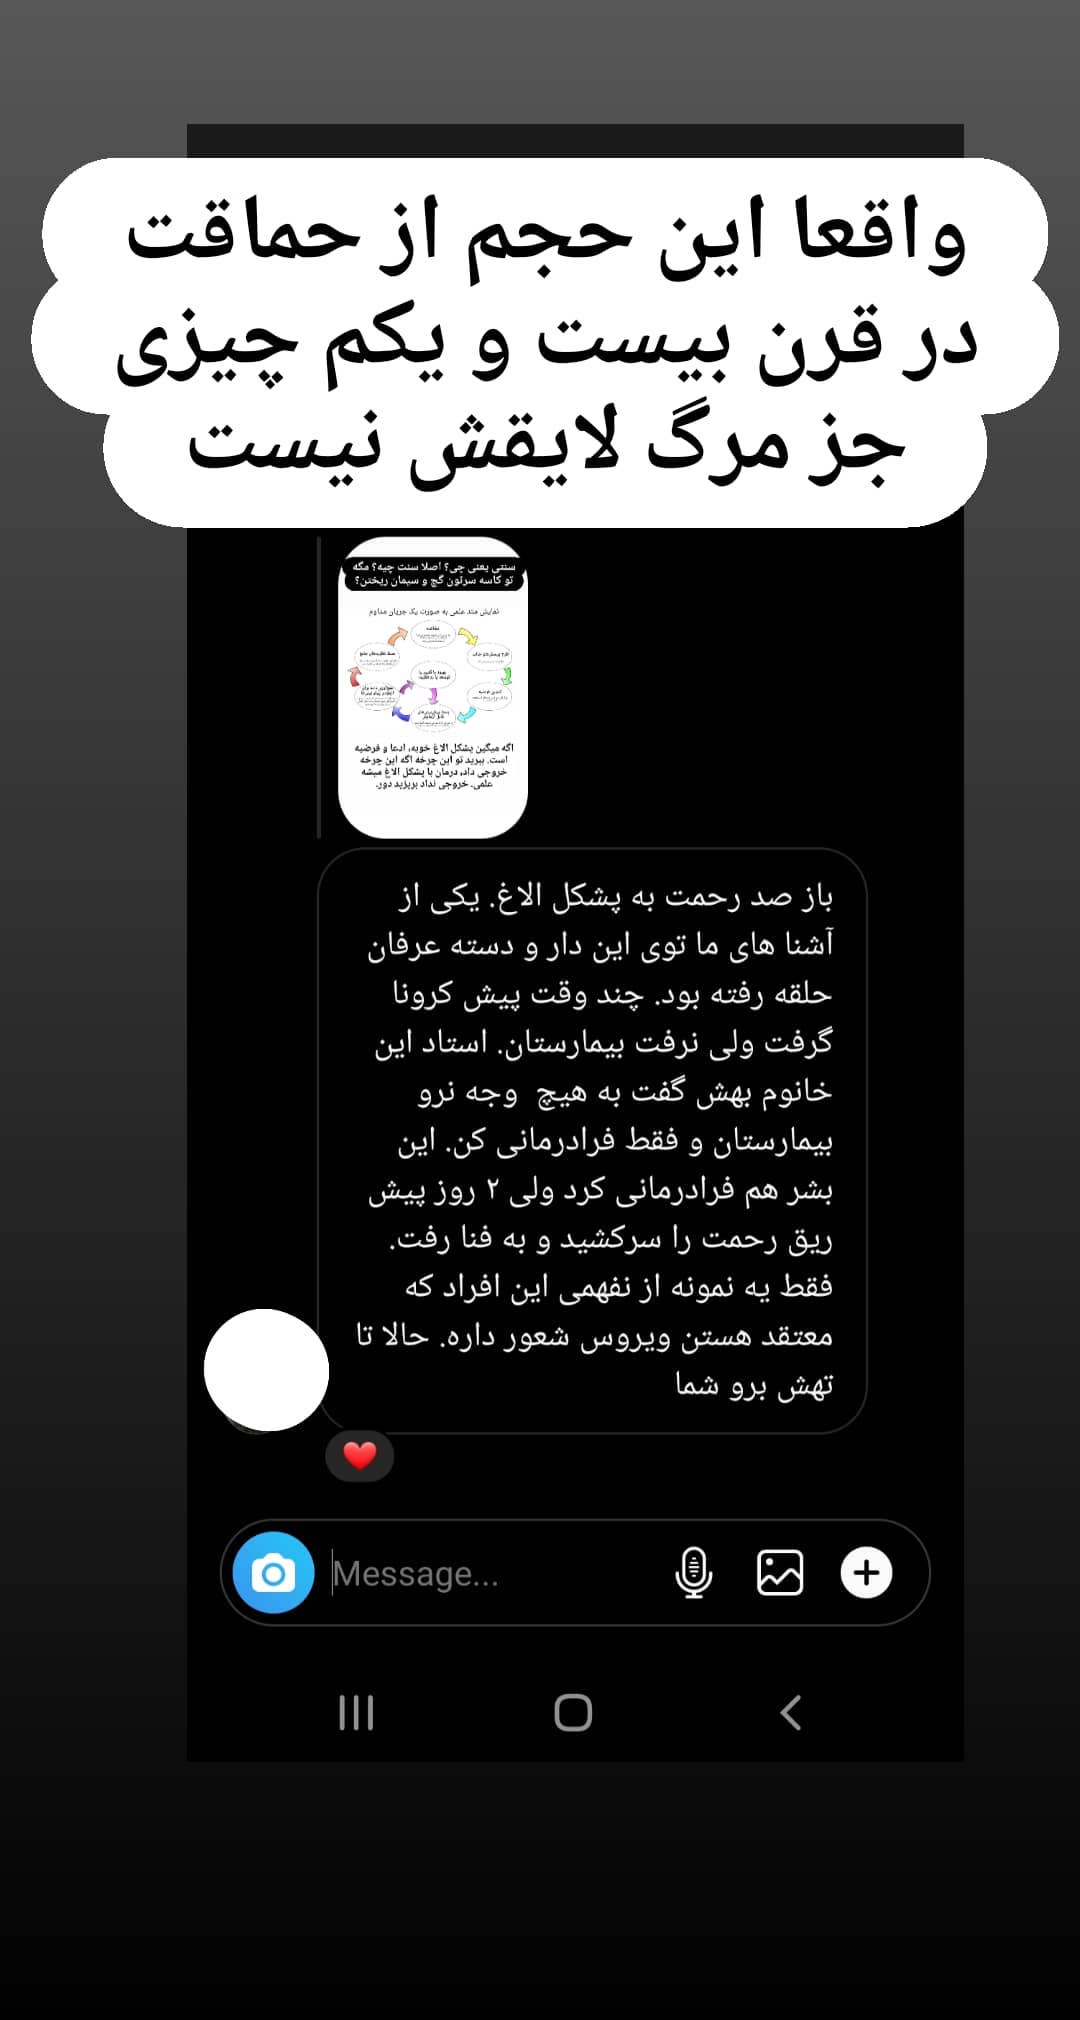 واقعا این حجم از حماقت
در قرن بیست و یکم چیزی
جز مرگ لایقش نیست
سنتی یعنی چی؟ اصلا سنت چیه؟ مگه
تو کاسه سرتون گچ و سیمان ریختن؟
نمایش متد علمی به صورت یک جریان مداوم
اگه میگین پشکل الاغ خوبه، ادعا و فرضیه
است. ببرید تو این چرخه اگه این چرخه
خروجی داد، درمان با پشکل الاغ میشه
علمی. خروجی نداد بریزید دور.
باز صد رحمت به پشکل الاغ. یکی از
آشنا های ما توی این دار و دسته عرفان
حلقه رفته بود. چند وقت پیش کرونا
گرفت ولی نرفت بیمارستان. استاد این
خانوم بهش گفت به هیچ وجه نرو
بیمارستان و فقط فرادرمانی کن. این
بشر هم فرادرمانی کرد ولی ۲ روز پیش
ریق رحمت را سرکشید و به فنا رفت.
فقط یه نمونه از نفهمی این افراد که
معتقد هستن ویروس شعور داره. حالا تا
تهش برو شما
Message...